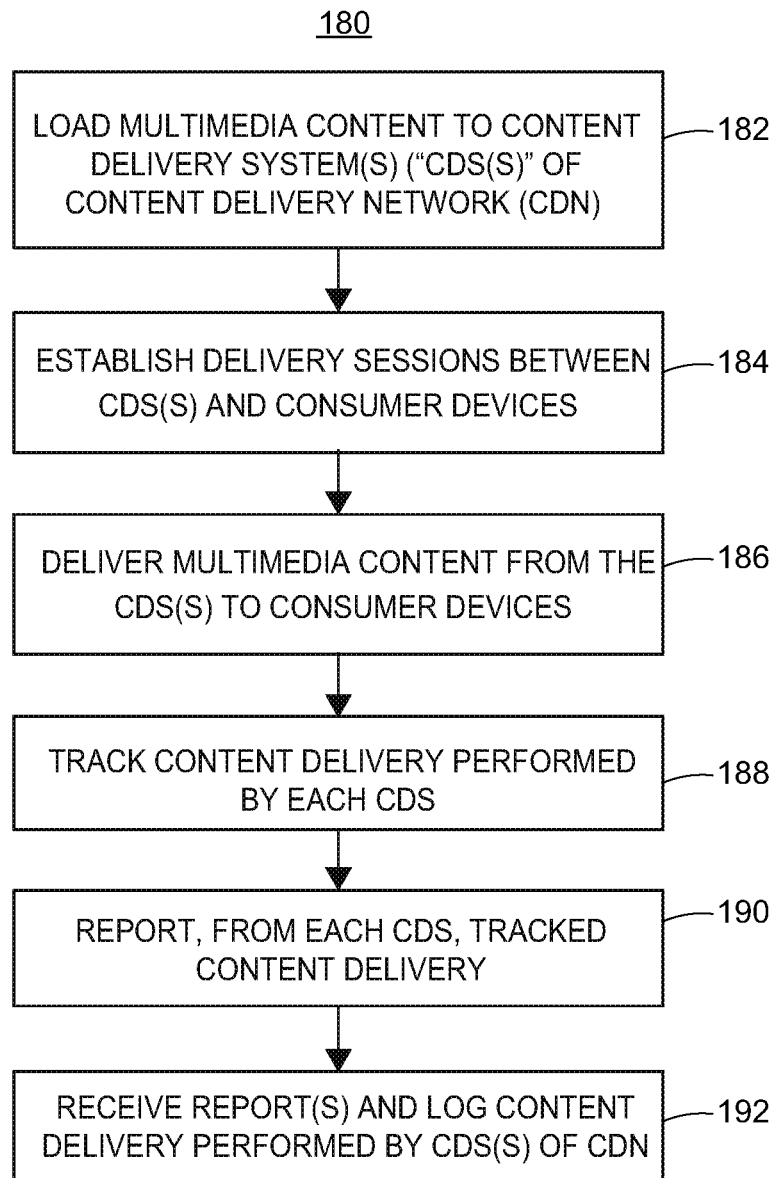 180
LOAD MULTIMEDIA CONTENT TO CONTENT
DELIVERY SYSTEM(S) (“CDS(S)” OF
CONTENT DELIVERY NETWORK (CDN)
182
ESTABLISH DELIVERY SESSIONS BETWEEN
CDS(S) AND CONSUMER DEVICES
184
DELIVER MULTIMEDIA CONTENT FROM THE
CDS(S) TO CONSUMER DEVICES
186
TRACK CONTENT DELIVERY PERFORMED
BY EACH CDS
188
REPORT, FROM EACH CDS, TRACKED
CONTENT DELIVERY
190
RECEIVE REPORT(S) AND LOG CONTENT
DELIVERY PERFORMED BY CDS(S) OF CDN
192